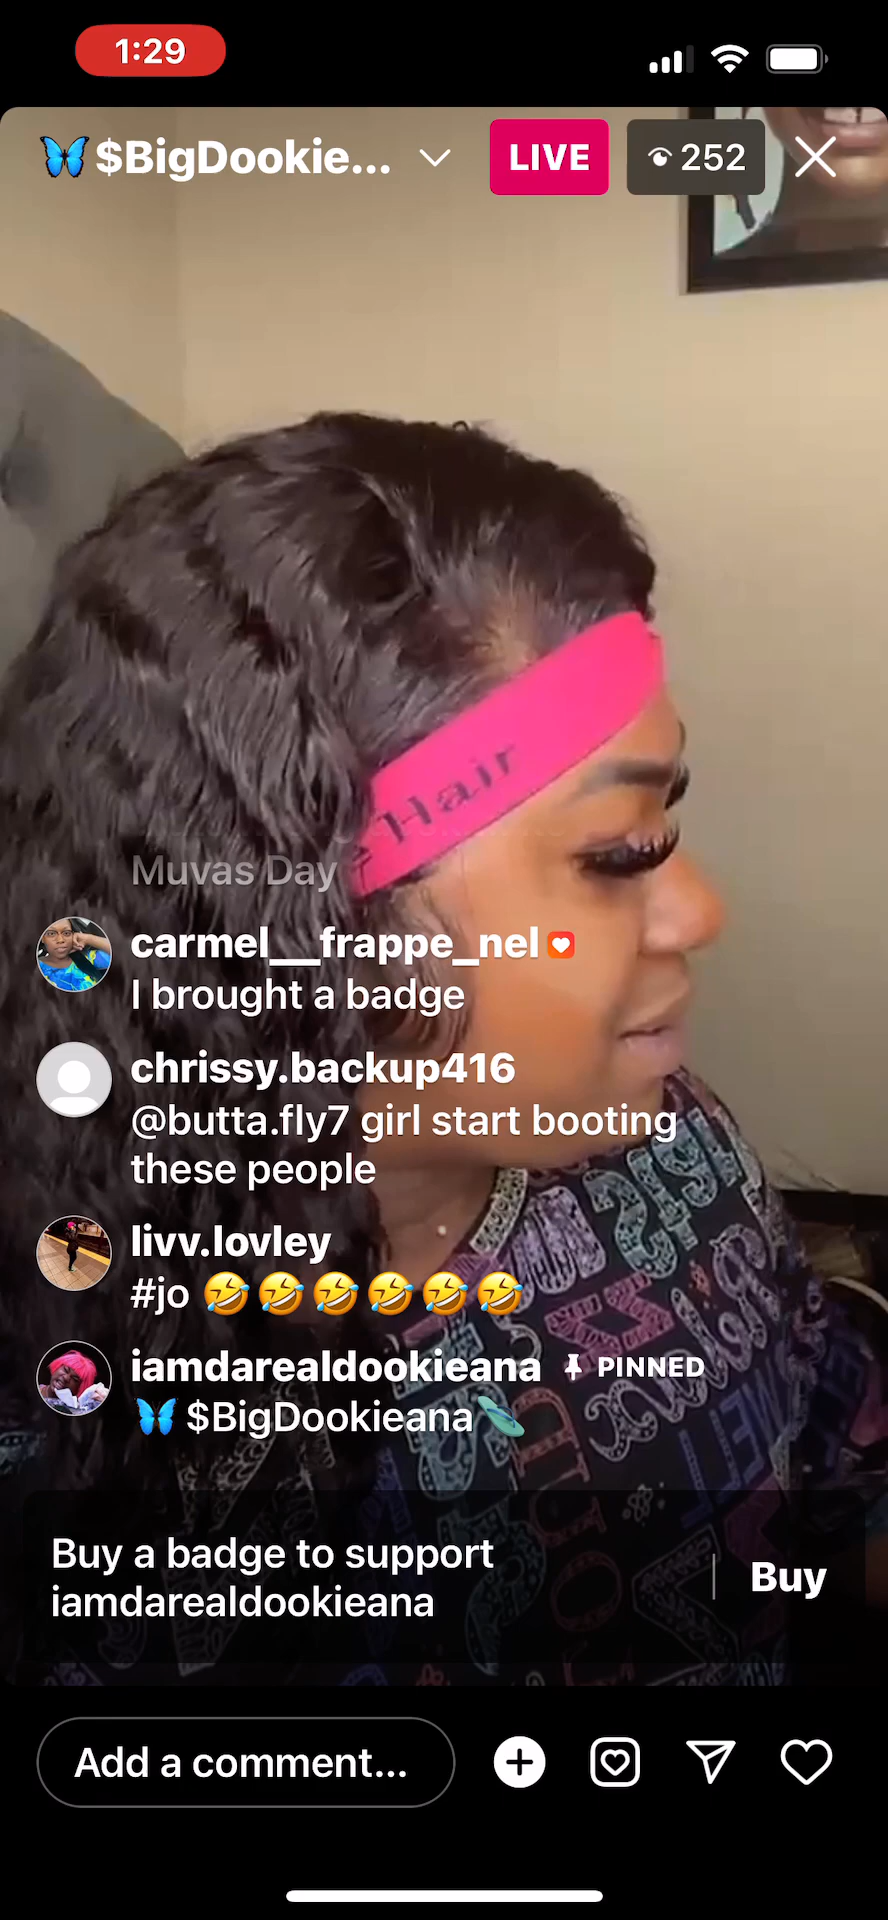 1:29
🦋 $BigDookie...
LIVE
252
Hair
Muvas Day
carmel__frappe_nel
I brought a badge
chrissy.backup416
@butta.fly7 girl start booting
these people
livv.lovley
#jo 🤣🤣🤣🤣🤣🤣
iamdarealdookieana PINNED
🦋 $BigDookieana🩴
Buy a badge to support
iamdarealdookieana
Buy
Add a comment...